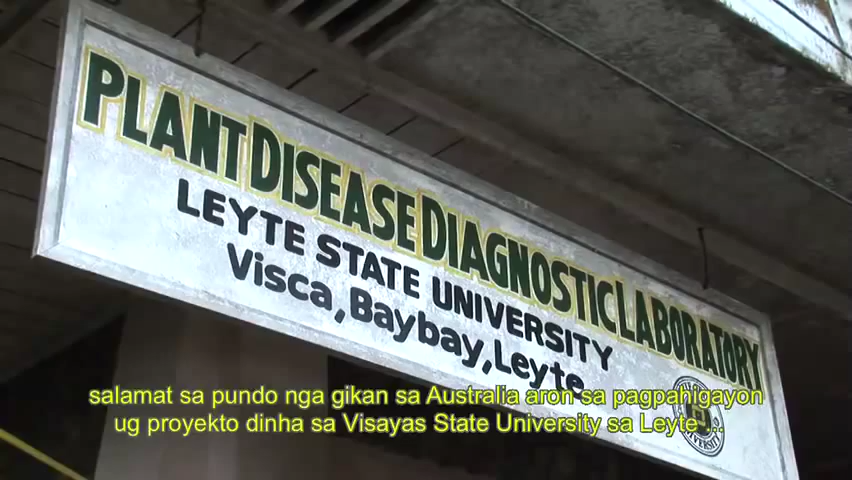 PLANT DISEASE DIAGNOSTIC LABORATORY
LEYTE STATE UNIVERSITY
Visca, Baybay, Leyte
salamat sa pundo nga gikan sa Australia aron sa pagpahigayon
ug proyekto dinha sa Visayas State University sa Leyte ...